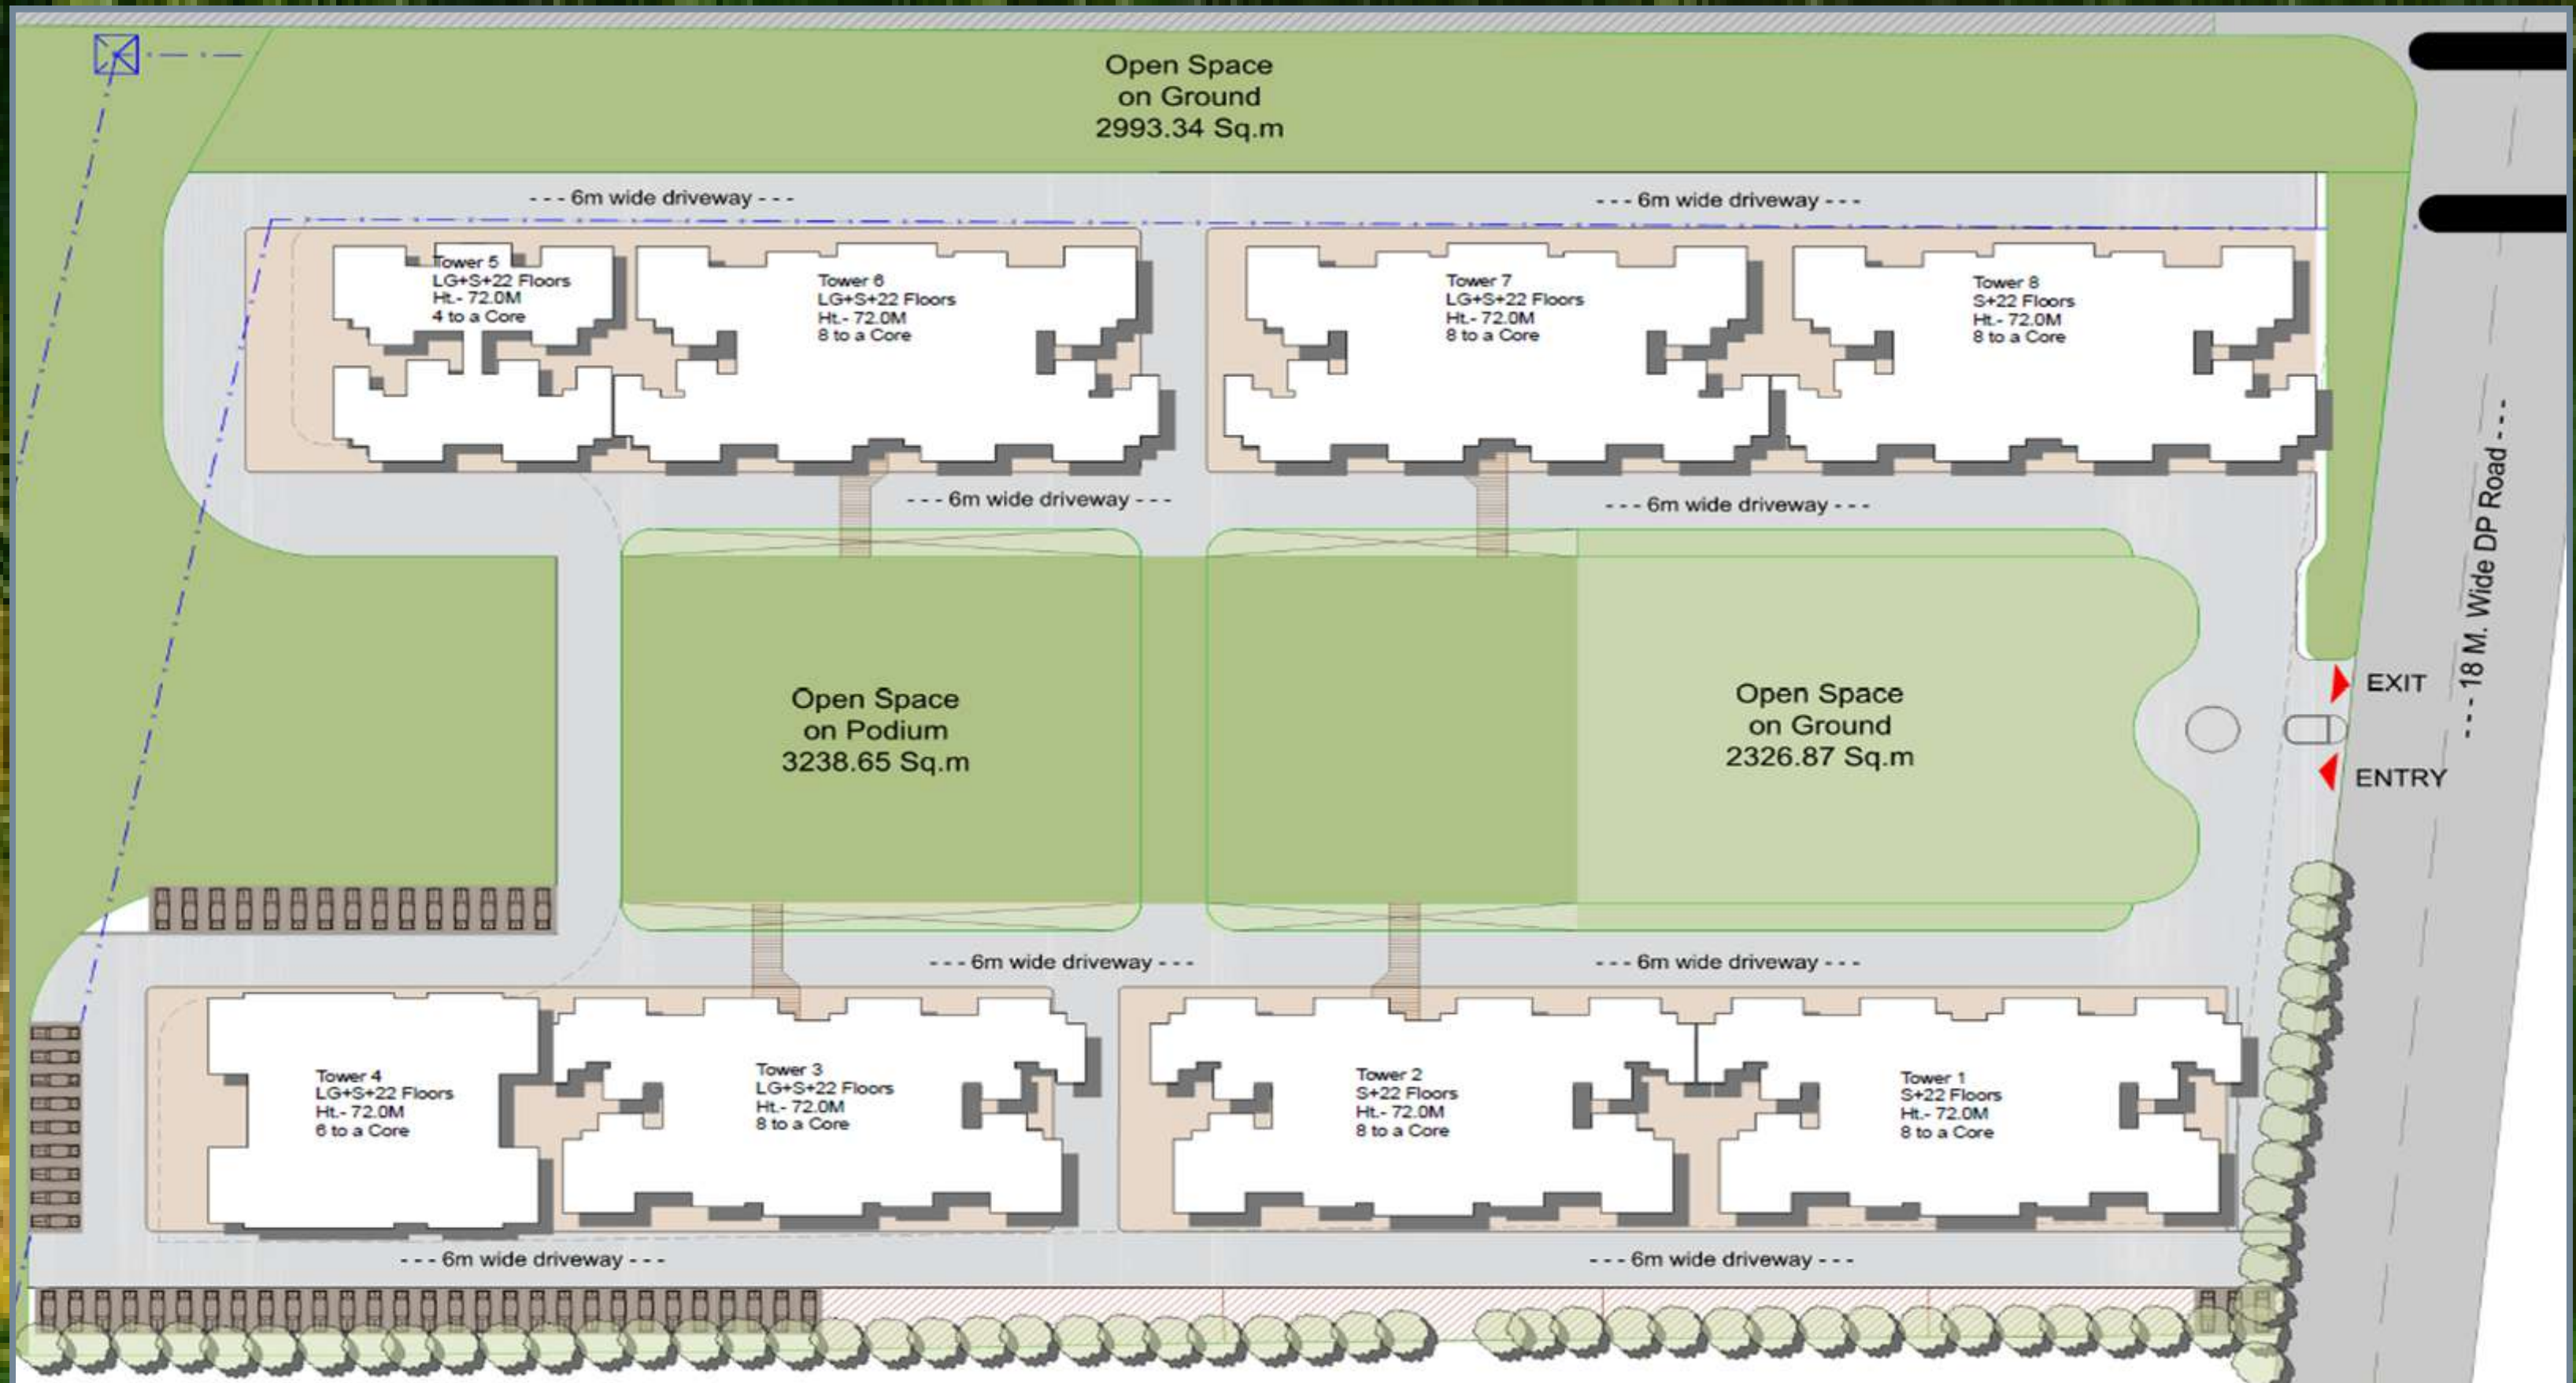 Open Space
on Ground
2993.34 Sq.m
- - - 6m wide driveway - - -
- - - 6m wide driveway - - -
Tower 5
LG+S+22 Floors
Ht.- 72.0M
4 to a Core
Tower 6
LG+S+22 Floors
Ht.- 72.0M
8 to a Core
Tower 7
LG+S+22 Floors
Ht.- 72.0M
8 to a Core
Tower 8
S+22 Floors
Ht.- 72.0M
8 to a Core
- - - 6m wide driveway - - -
- - - 6m wide driveway - - -
--- 18 M. Wide DP Road ---
Open Space
on Podium
3238.65 Sq.m
Open Space
on Ground
2326.87 Sq.m
EXIT
ENTRY
- - - 6m wide driveway - - -
- - - 6m wide driveway - - -
Tower 4
LG+S+22 Floors
Ht.- 72.0M
6 to a Core
Tower 3
LG+S+22 Floors
Ht.- 72.0M
8 to a Core
Tower 2
S+22 Floors
Ht.- 72.0M
8 to a Core
Tower 1
S+22 Floors
Ht.- 72.0M
8 to a Core
- - - 6m wide driveway - - -
- - - 6m wide driveway - - -